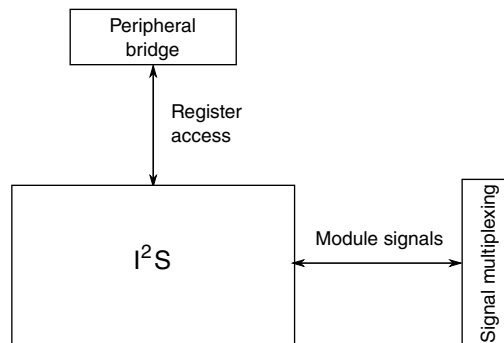 Peripheral
bridge
Register
access
I²S
Module signals
Signal multiplexing